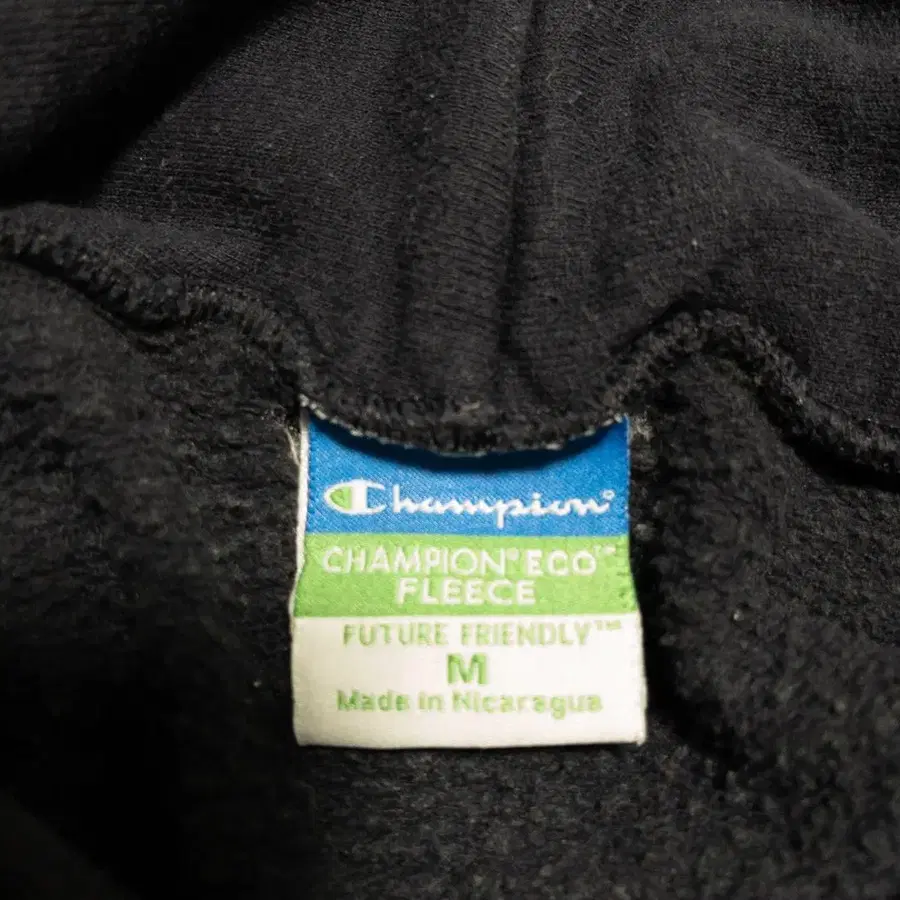 Champion®
CHAMPION® ECO™
FLEECE
FUTURE FRIENDLY™
M
Made in Nicaragua